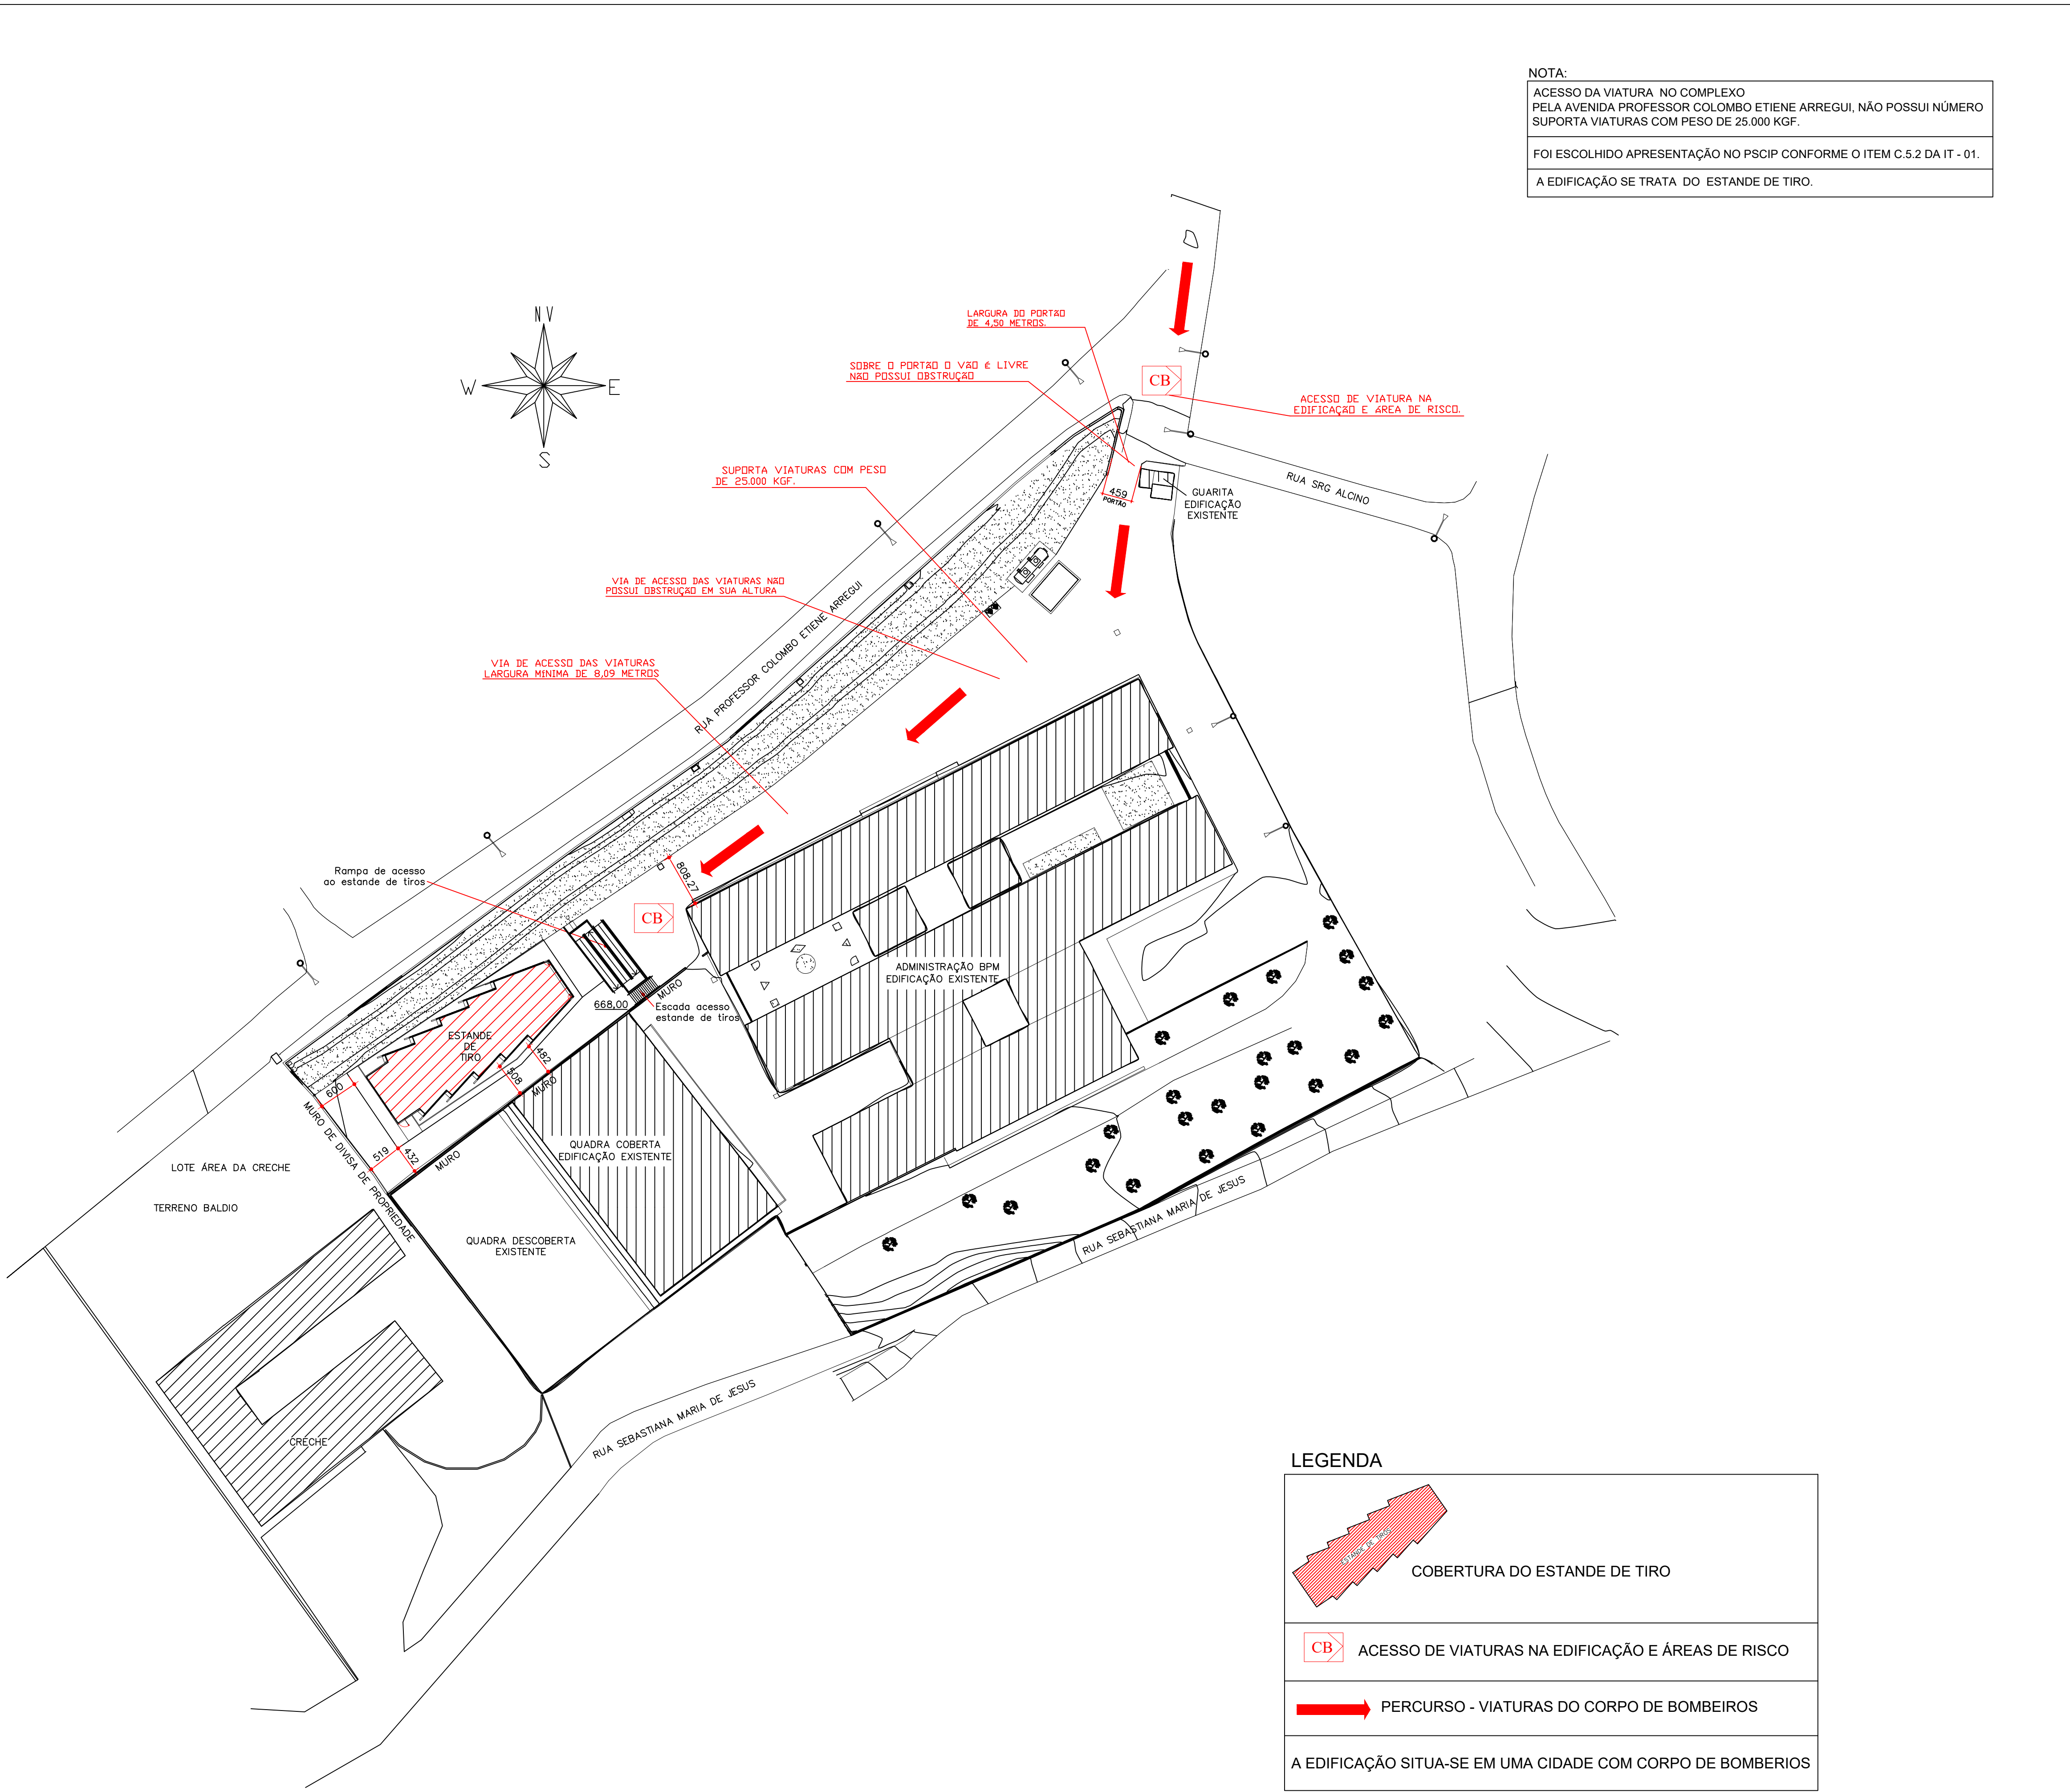 NOTA:
ACESSO DA VIATURA NO COMPLEXO
PELA AVENIDA PROFESSOR COLOMBO ETIENE ARREGUI, NÃO POSSUI NÚMERO
SUPORTA VIATURAS COM PESO DE 25.000 KGF.
FOI ESCOLHIDO APRESENTAÇÃO NO PSCIP CONFORME O ITEM C.5.2 DA IT - 01.
A EDIFICAÇÃO SE TRATA DO ESTANDE DE TIRO.
NV
W
E
S
LARGURA DO PORTÃO
DE 4,50 METROS.
SOBRE O PORTÃO O VÃO É LIVRE
NÃO POSSUI OBSTRUÇÃO
CB
ACESSO DE VIATURA NA
EDIFICAÇÃO E ÁREA DE RISCO.
SUPORTA VIATURAS COM PESO
DE 25.000 KGF.
RUA SRG ALCINO
459
PORTÃO
GUARITA
EDIFICAÇÃO
EXISTENTE
VIA DE ACESSO DAS VIATURAS NÃO
POSSUI OBSTRUÇÃO EM SUA ALTURA
RUA PROFESSOR COLOMBO ETIENE ARREGUI
VIA DE ACESSO DAS VIATURAS
LARGURA MÍNIMA DE 8,09 METROS
Rampa de acesso
ao estande de tiros
808,27
CB
ADMINISTRAÇÃO BPM
EDIFICAÇÃO EXISTENTE
668,00
MURO
Escada acesso
estande de tiros
ESTANDE
DE
TIRO
482
508
MURO
600
MURO DE DIVISA DE PROPRIEDADE
519
432
MURO
QUADRA COBERTA
EDIFICAÇÃO EXISTENTE
LOTE ÁREA DA CRECHE
TERRENO BALDIO
QUADRA DESCOBERTA
EXISTENTE
RUA SEBASTIANA MARIA DE JESUS
RUA SEBASTIANA MARIA DE JESUS
CRECHE
LEGENDA
ESTANDE DE TIROS
COBERTURA DO ESTANDE DE TIRO
CB
ACESSO DE VIATURAS NA EDIFICAÇÃO E ÁREAS DE RISCO
PERCURSO - VIATURAS DO CORPO DE BOMBEIROS
A EDIFICAÇÃO SITUA-SE EM UMA CIDADE COM CORPO DE BOMBERIOS